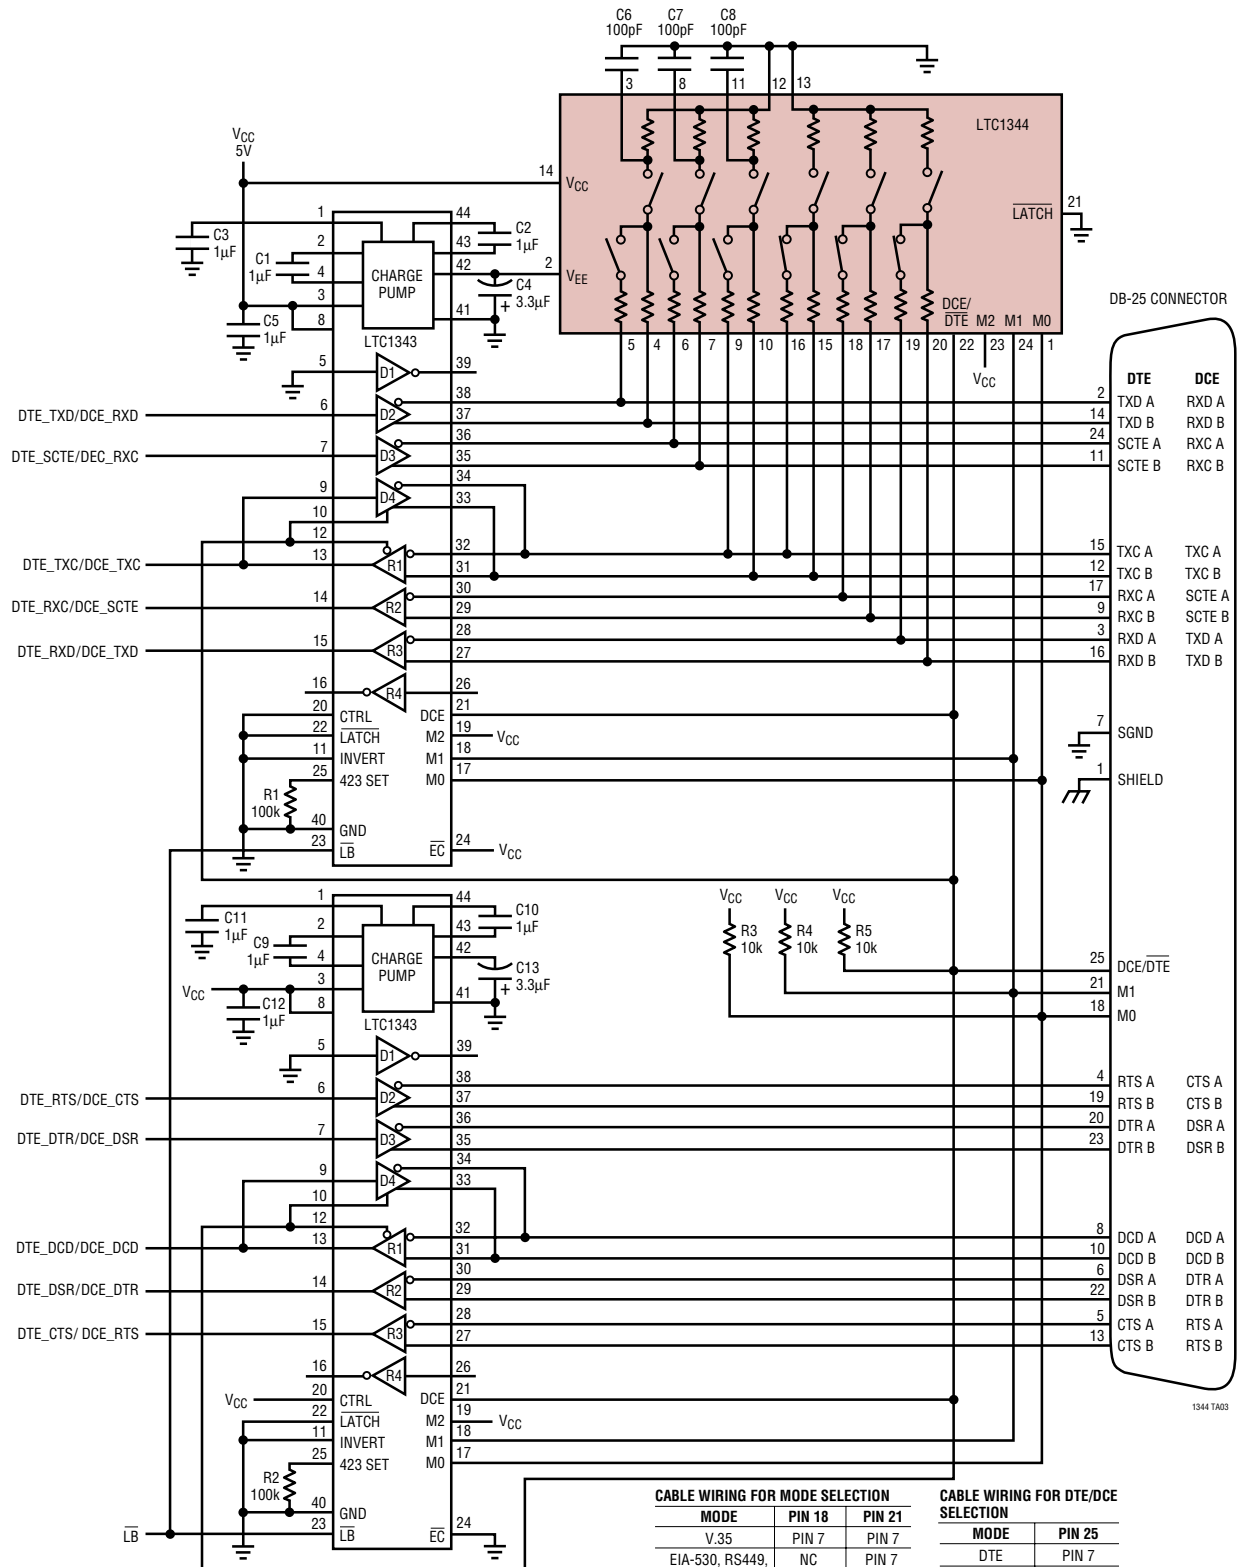 C6 C7 C8
100pF 100pF 100pF
3 8 11 12 13
LTC1344
VCC
5V
14
VCC
21
LATCH
1 44
C3
1µF
2 43
C2
1µF
C1
1µF
4
CHARGE
PUMP
42 2
VEE
C4
3.3µF
+
3
C5
1µF
8 41
LTC1343
DCE/
DTE M2 M1 M0
5 4 6 7 9 10 16 15 18 17 19 20 22 23 24 1
VCC
DB-25 CONNECTOR
DTE DCE
5 D1 39
DTE_TXD/DCE_RXD 6 D2 38 2 TXD A RXD A
37 14 TXD B RXD B
DTE_SCTE/DEC_RXC 7 D3 36 24 SCTE A RXC A
35 11 SCTE B RXC B
9 D4 34
33
10
12
DTE_TXC/DCE_TXC 13 R1 32 15 TXC A TXC A
31 12 TXC B TXC B
DTE_RXC/DCE_SCTE 14 R2 30 17 RXC A SCTE A
29 9 RXC B SCTE B
DTE_RXD/DCE_TXD 15 R3 28 3 RXD A TXD A
27 16 RXD B TXD B
16 R4 26
20 CTRL DCE 21
22 LATCH M2 19 VCC
11 INVERT M1 18
25 423 SET M0 17
R1
100k
40 GND
23 LB EC 24 VCC
7 SGND
1 SHIELD
1 44
C11
1µF
2 43
C10
1µF
C9
1µF
4
CHARGE
PUMP
42
C13
3.3µF
+
VCC 3
C12
1µF
8 41
LTC1343
VCC VCC VCC
R3
10k
R4
10k
R5
10k
25 DCE/DTE
21 M1
18 M0
5 D1 39
DTE_RTS/DCE_CTS 6 D2 38 4 RTS A CTS A
37 19 RTS B CTS B
DTE_DTR/DCE_DSR 7 D3 36 20 DTR A DSR A
35 23 DTR B DSR B
9 D4 34
33
10
12
DTE_DCD/DCE_DCD 13 R1 32 8 DCD A DCD A
31 10 DCD B DCD B
DTE_DSR/DCE_DTR 14 R2 30 6 DSR A DTR A
29 22 DSR B DTR B
DTE_CTS/ DCE_RTS 15 R3 28 5 CTS A RTS A
27 13 CTS B RTS B
16 R4 26
VCC 20 CTRL DCE 21
22 LATCH M2 19 VCC
11 INVERT M1 18
25 423 SET M0 17
R2
100k
40 GND
LB 23 LB EC 24
1344 TA03
CABLE WIRING FOR MODE SELECTION
MODE PIN 18 PIN 21
V.35 PIN 7 PIN 7
EIA-530, RS449, NC PIN 7
CABLE WIRING FOR DTE/DCE
SELECTION
MODE PIN 25
DTE PIN 7